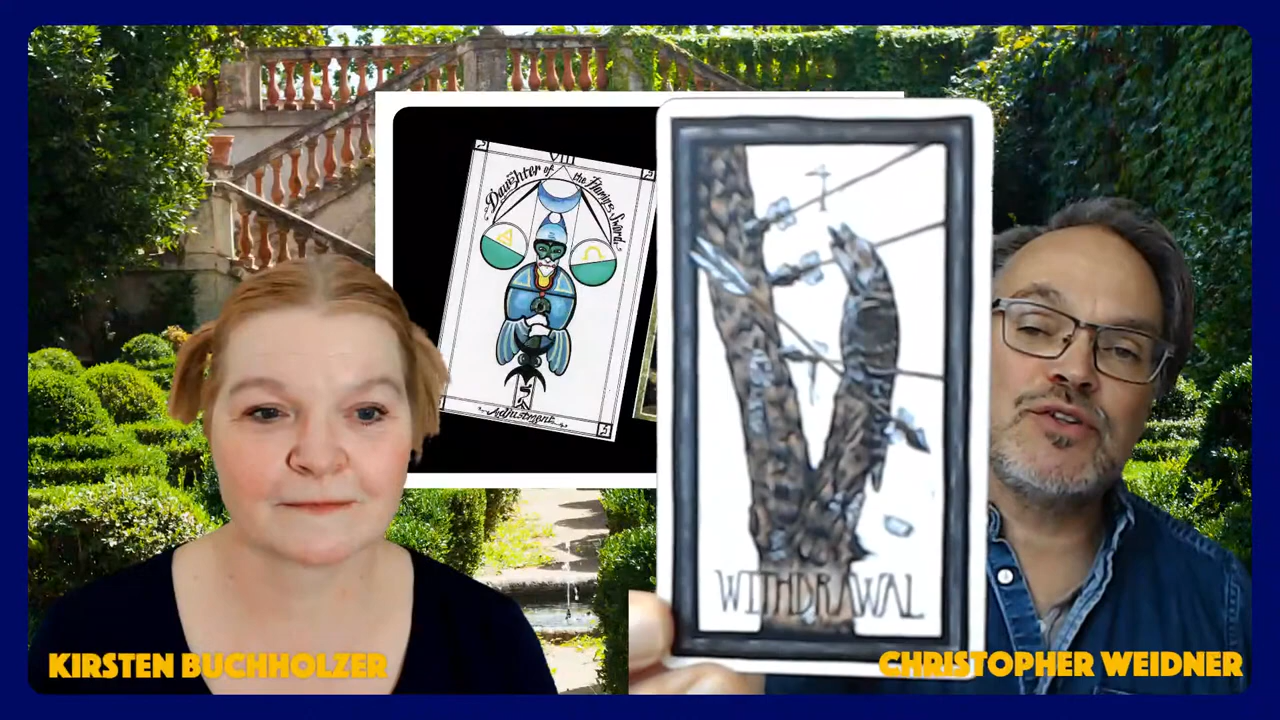 VIII
Daughter of the Flaming Sword
Adjustment
WITHDRAWAL
KIRSTEN BUCHHOLZER
CHRISTOPHER WEIDNER